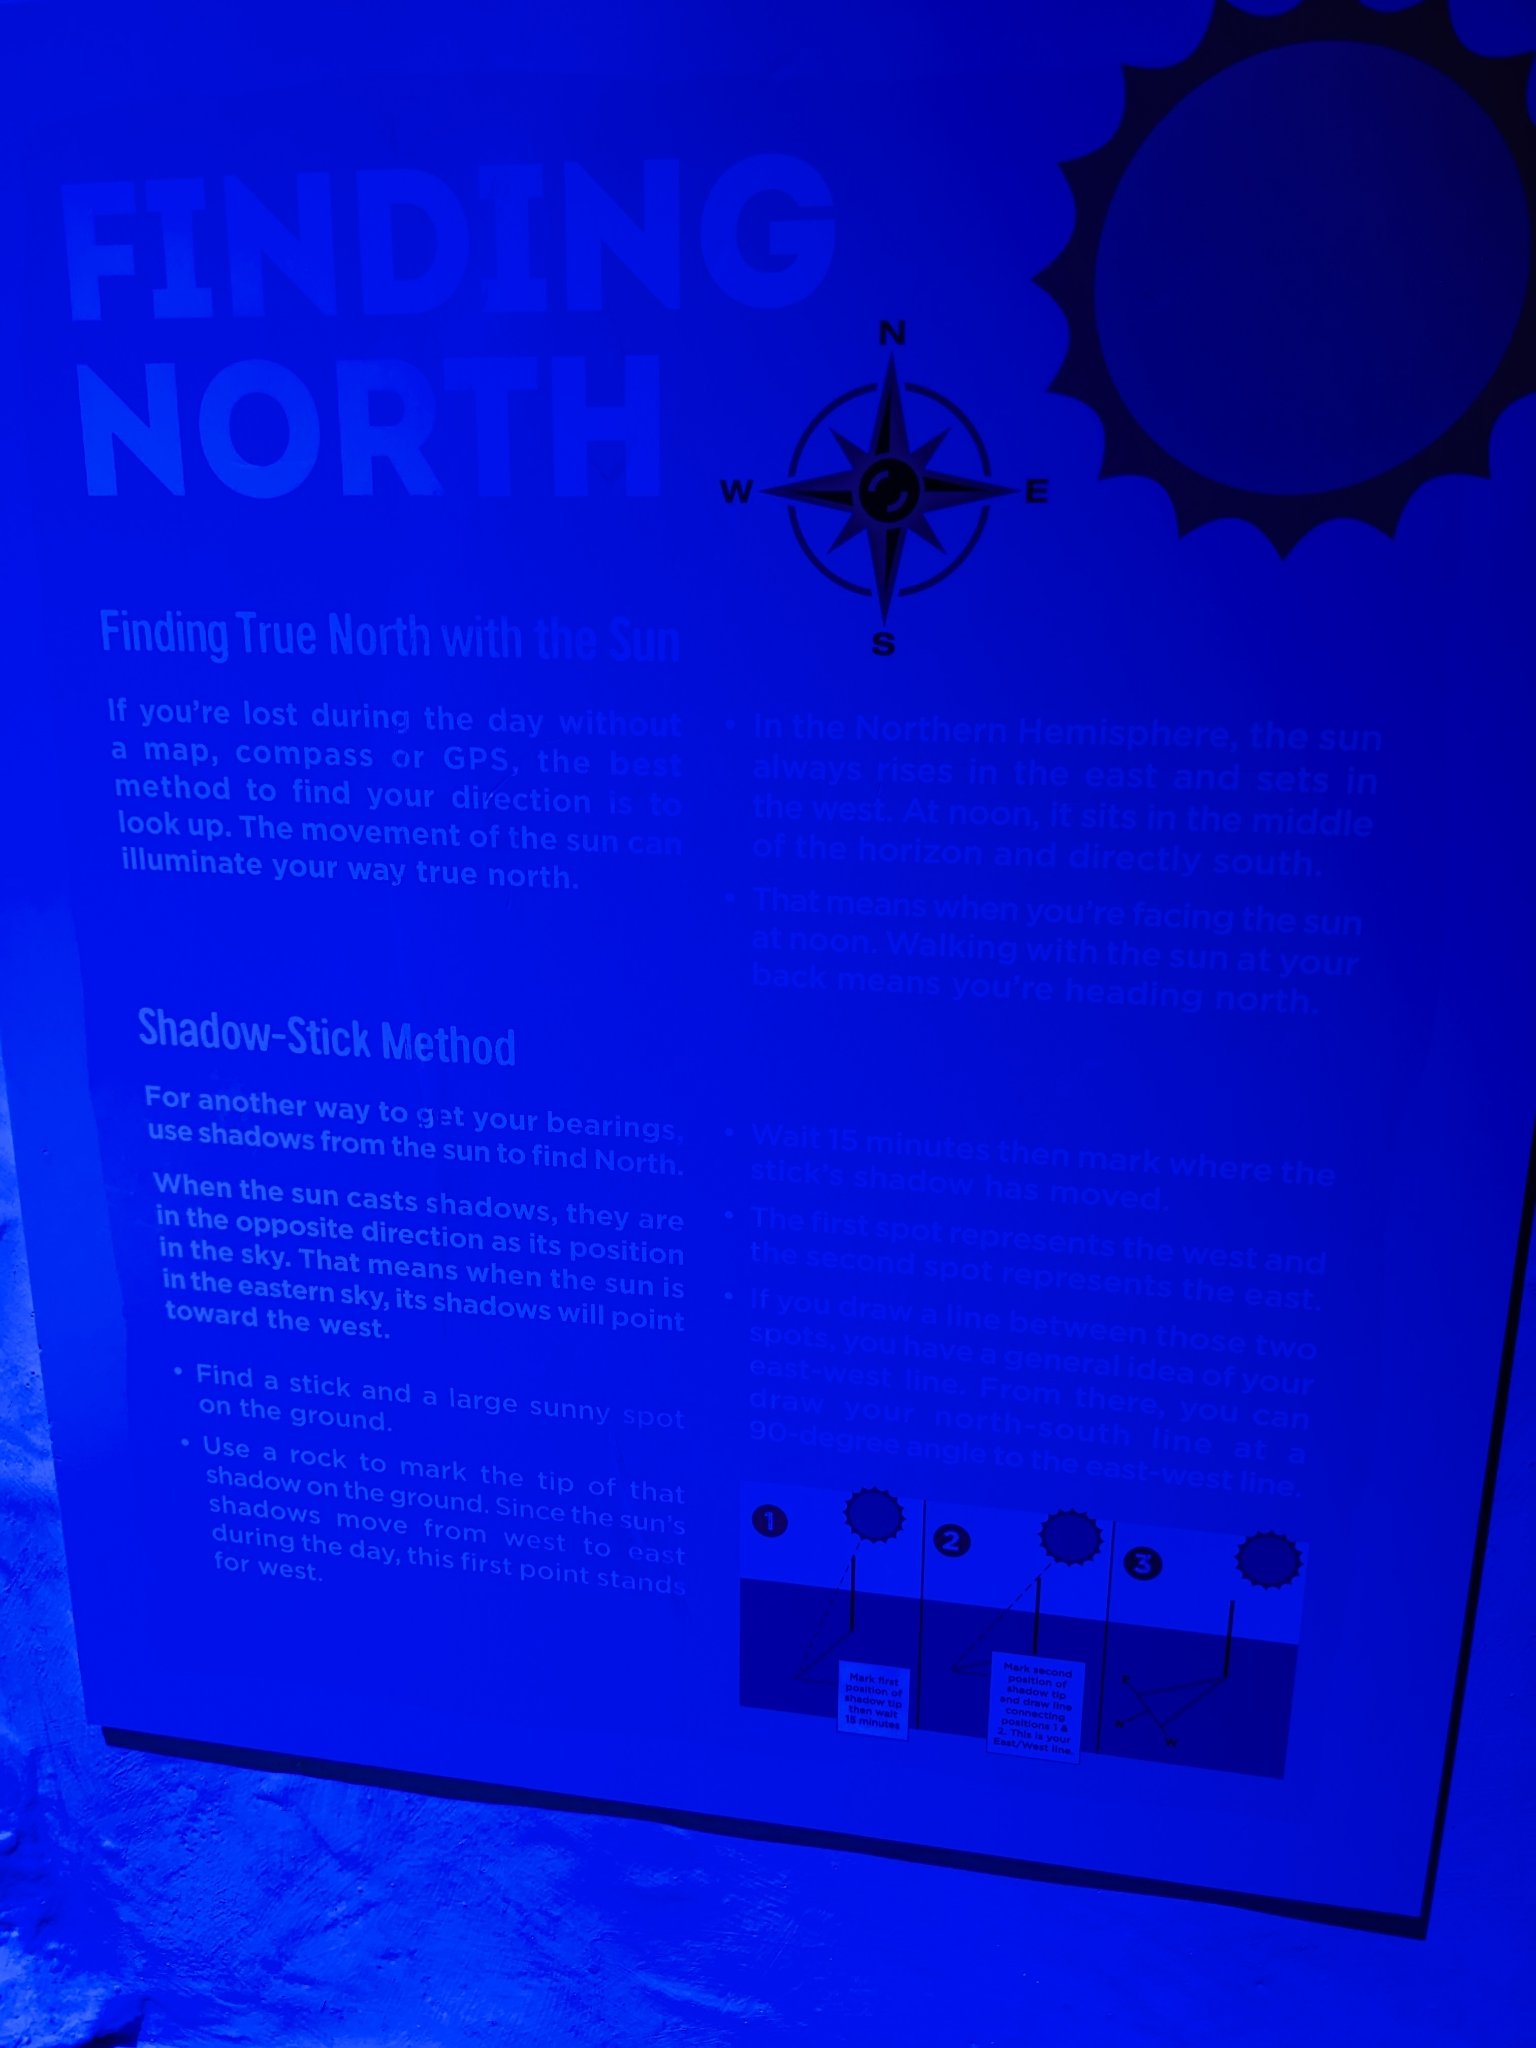 FINDING
NORTH
N
W
E
S
Finding True North with the Sun
If you're lost during the day without
a map, compass or GPS, the best
method to find your direction is to
look up. The movement of the sun can
illuminate your way true north.
• In the Northern Hemisphere, the sun
always rises in the east and sets in
the west. At noon, it sits in the middle
of the horizon and directly south.
• That means when you're facing the sun
at noon. Walking with the sun at your
back means you're heading north.
Shadow-Stick Method
For another way to get your bearings,
use shadows from the sun to find North.
When the sun casts shadows, they are
in the opposite direction as its position
in the sky. That means when the sun is
in the eastern sky, its shadows will point
toward the west.
• Find a stick and a large sunny spot
on the ground.
• Use a rock to mark the tip of that
shadow on the ground. Since the sun's
shadows move from west to east
during the day, this first point stands
for west.
• Wait 15 minutes then mark where the
stick's shadow has moved.
• The first spot represents the west and
the second spot represents the east.
• If you draw a line between those two
spots, you have a general idea of your
east-west line. From there, you can
draw your north-south line at a
90-degree angle to the east-west line.
1
Mark first
position of
shadow tip
then wait
15 minutes
2
Mark second
position of
shadow tip
and draw line
connecting
positions 1 &
2. This is your
East/West line.
3